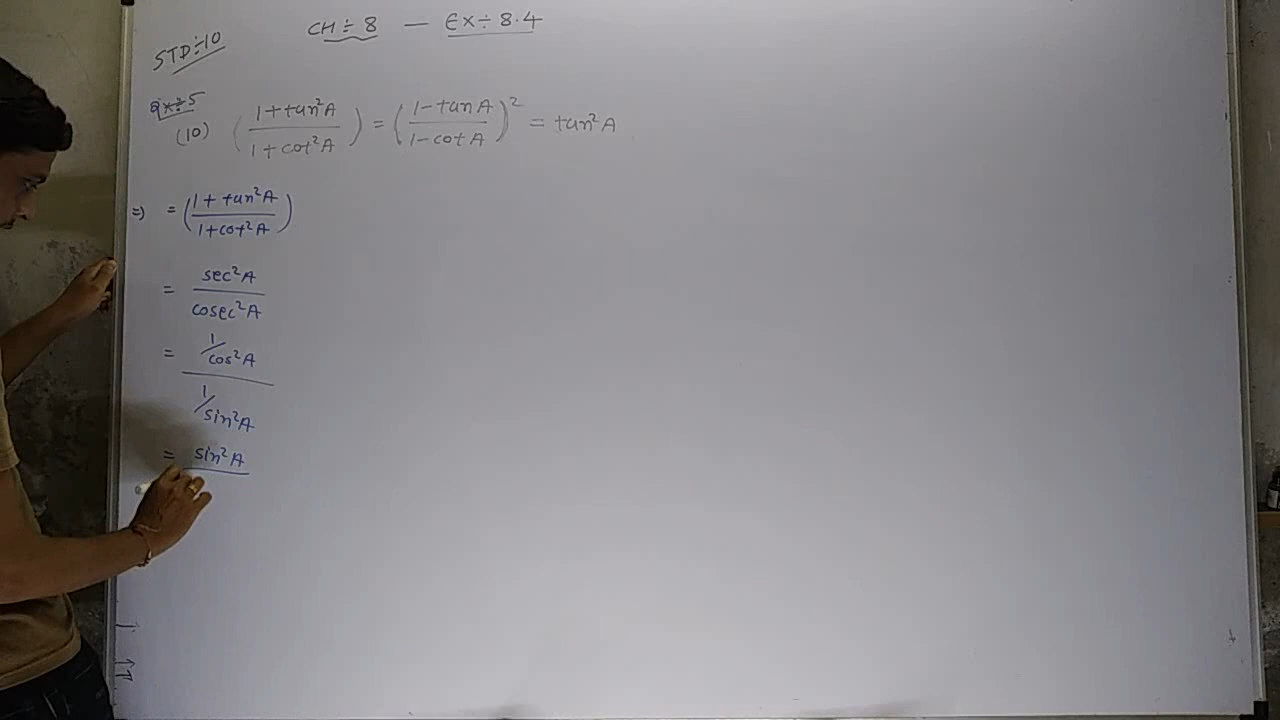 CH÷8 — Ex÷8.4
STD÷10
Qx÷5
(10) (1+tan²A / 1+cot²A) = (1-tanA / 1-cotA)² = tan²A
⇒ = (1+tan²A / 1+cot²A)
= sec²A / cosec²A
= 1/cos²A / 1/sin²A
= sin²A